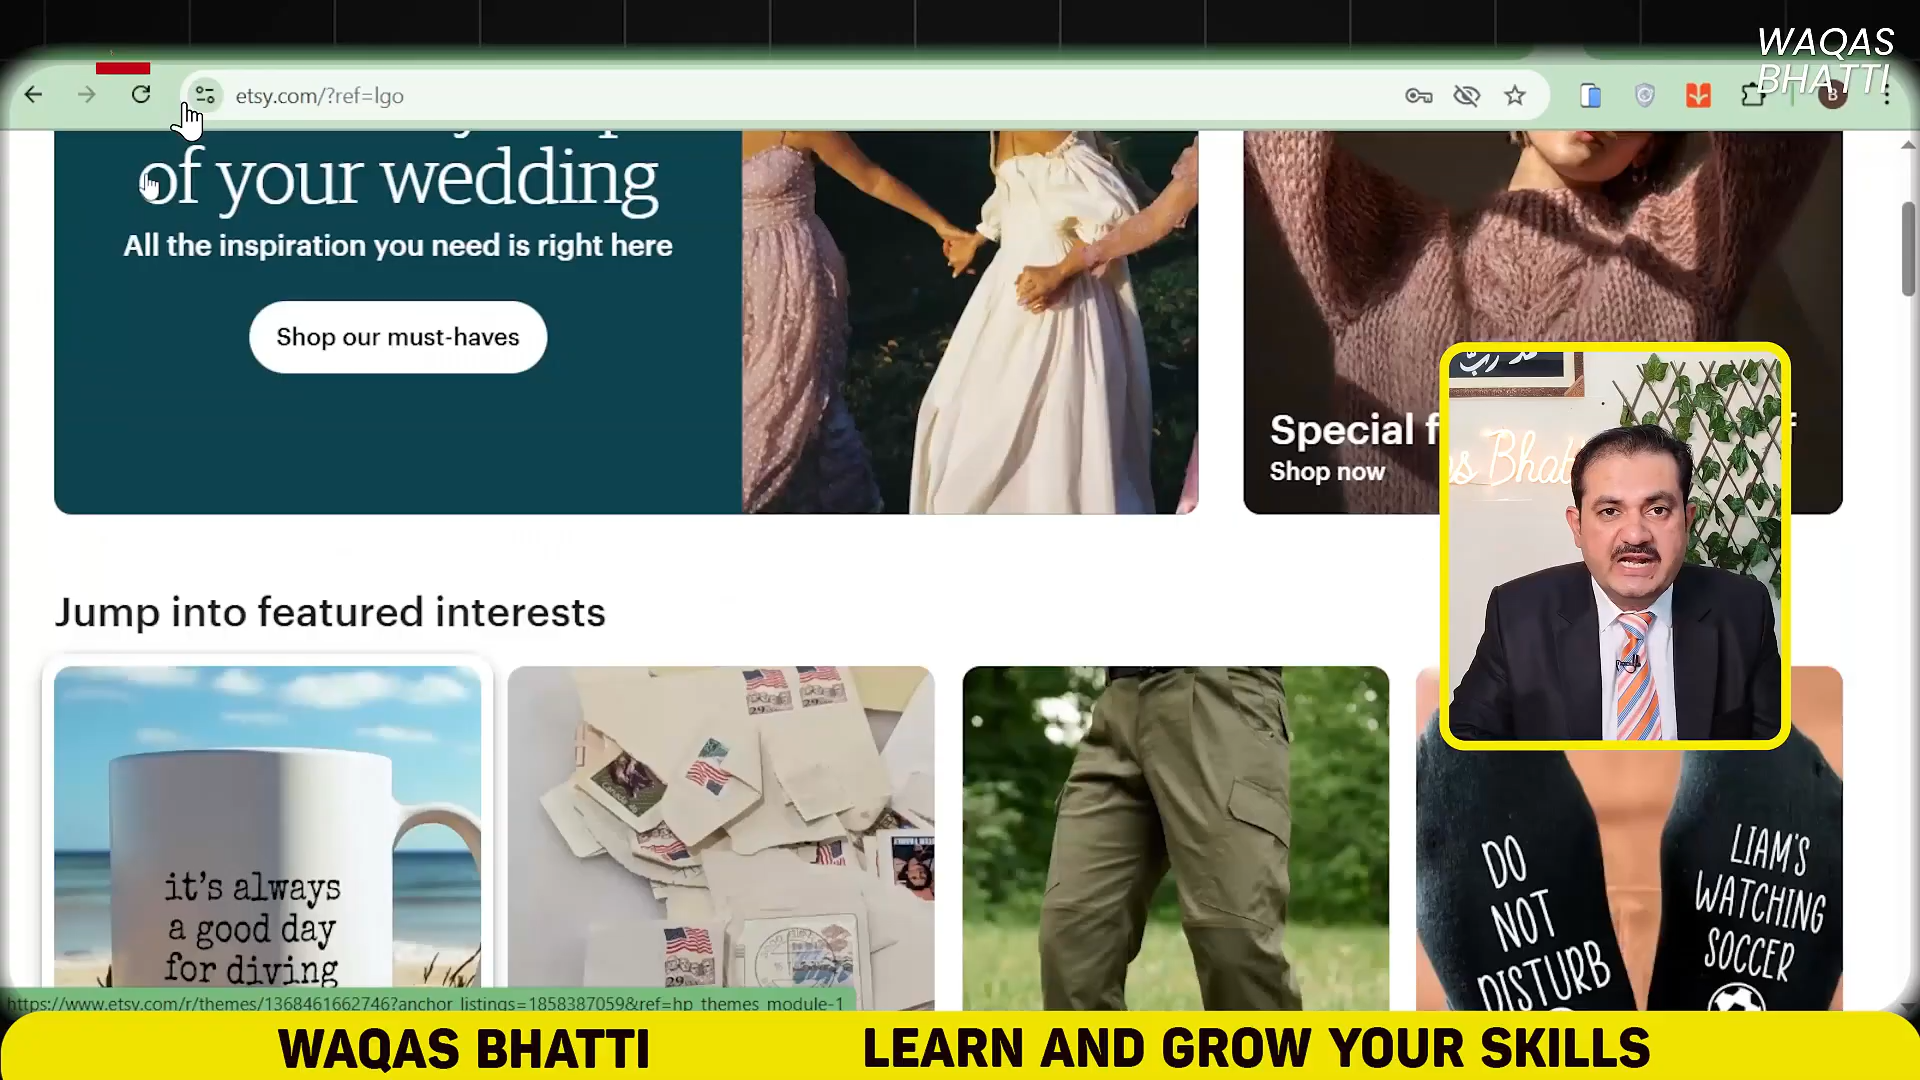 WAQAS
BHATTI
etsy.com/?ref=lgo
B
of your wedding
All the inspiration you need is right here
Shop our must-haves
Special f
Shop now
Jump into featured interests
it's always
a good day
for diving
DO
NOT
DISTURB
LIAM'S
WATCHING
SOCCER
https://www.etsy.com/r/themes/1368461662746?anchor_listings=1858387059&ref=hp_themes_module-1
WAQAS BHATTI
LEARN AND GROW YOUR SKILLS